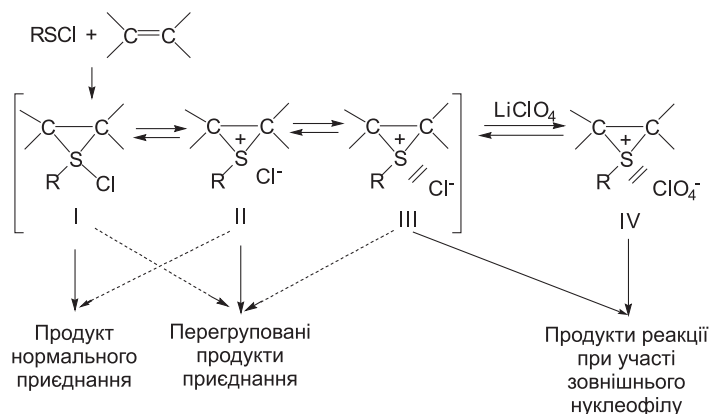 RSCl + C=C
C C C C C C LiClO₄ C C
S + S + S + S
R Cl R Cl⁻ R Cl⁻ R ClO₄⁻
I II III IV
Продукт
нормального
приєднання
Перегруповані
продукти
приєднання
Продукти реакції
при участі
зовнішнього
нуклеофілу